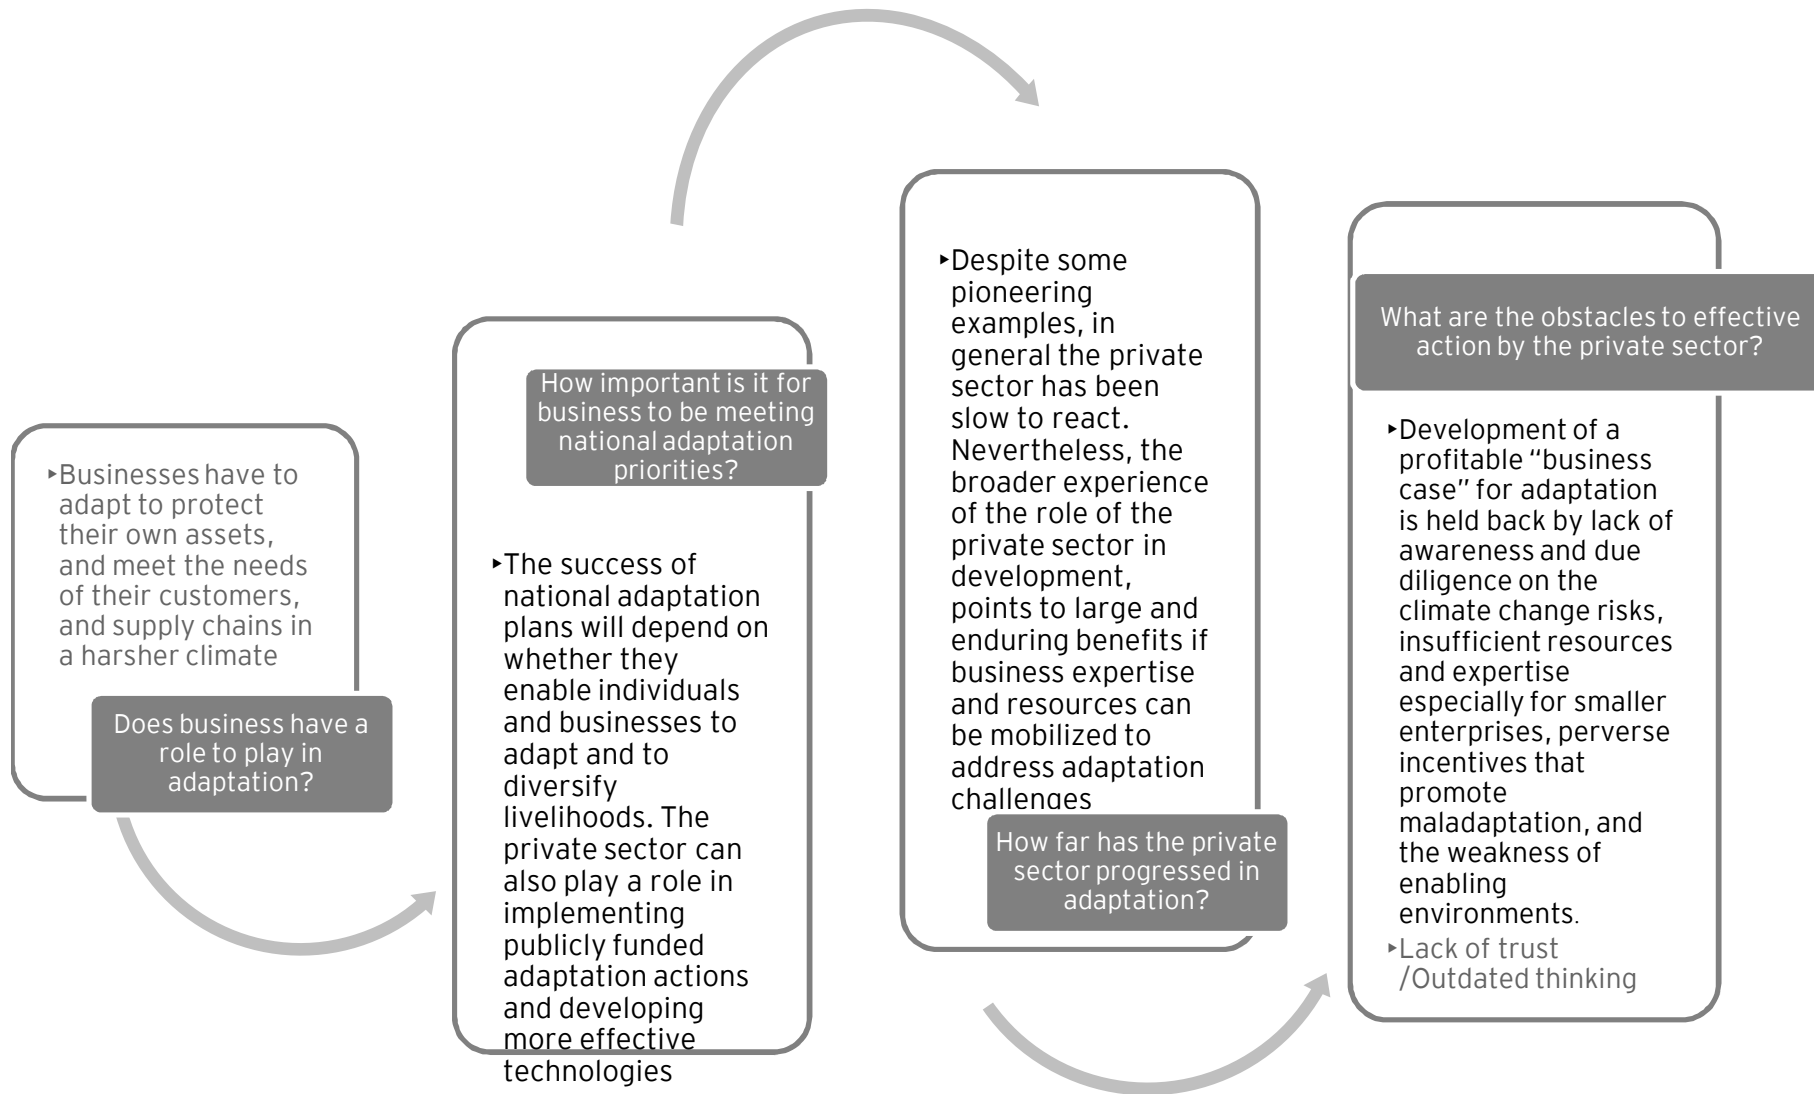 ▸Businesses have to
adapt to protect
their own assets,
and meet the needs
of their customers,
and supply chains in
a harsher climate
Does business have a
role to play in
adaptation?
How important is it for
business to be meeting
national adaptation
priorities?
▸The success of
national adaptation
plans will depend on
whether they
enable individuals
and businesses to
adapt and to
diversify
livelihoods. The
private sector can
also play a role in
implementing
publicly funded
adaptation actions
and developing
more effective
technologies
▸Despite some
pioneering
examples, in
general the private
sector has been
slow to react.
Nevertheless, the
broader experience
of the role of the
private sector in
development,
points to large and
enduring benefits if
business expertise
and resources can
be mobilized to
address adaptation
challenges
How far has the private
sector progressed in
adaptation?
What are the obstacles to effective
action by the private sector?
▸Development of a
profitable “business
case” for adaptation
is held back by lack of
awareness and due
diligence on the
climate change risks,
insufficient resources
and expertise
especially for smaller
enterprises, perverse
incentives that
promote
maladaptation, and
the weakness of
enabling
environments.
▸Lack of trust
/Outdated thinking